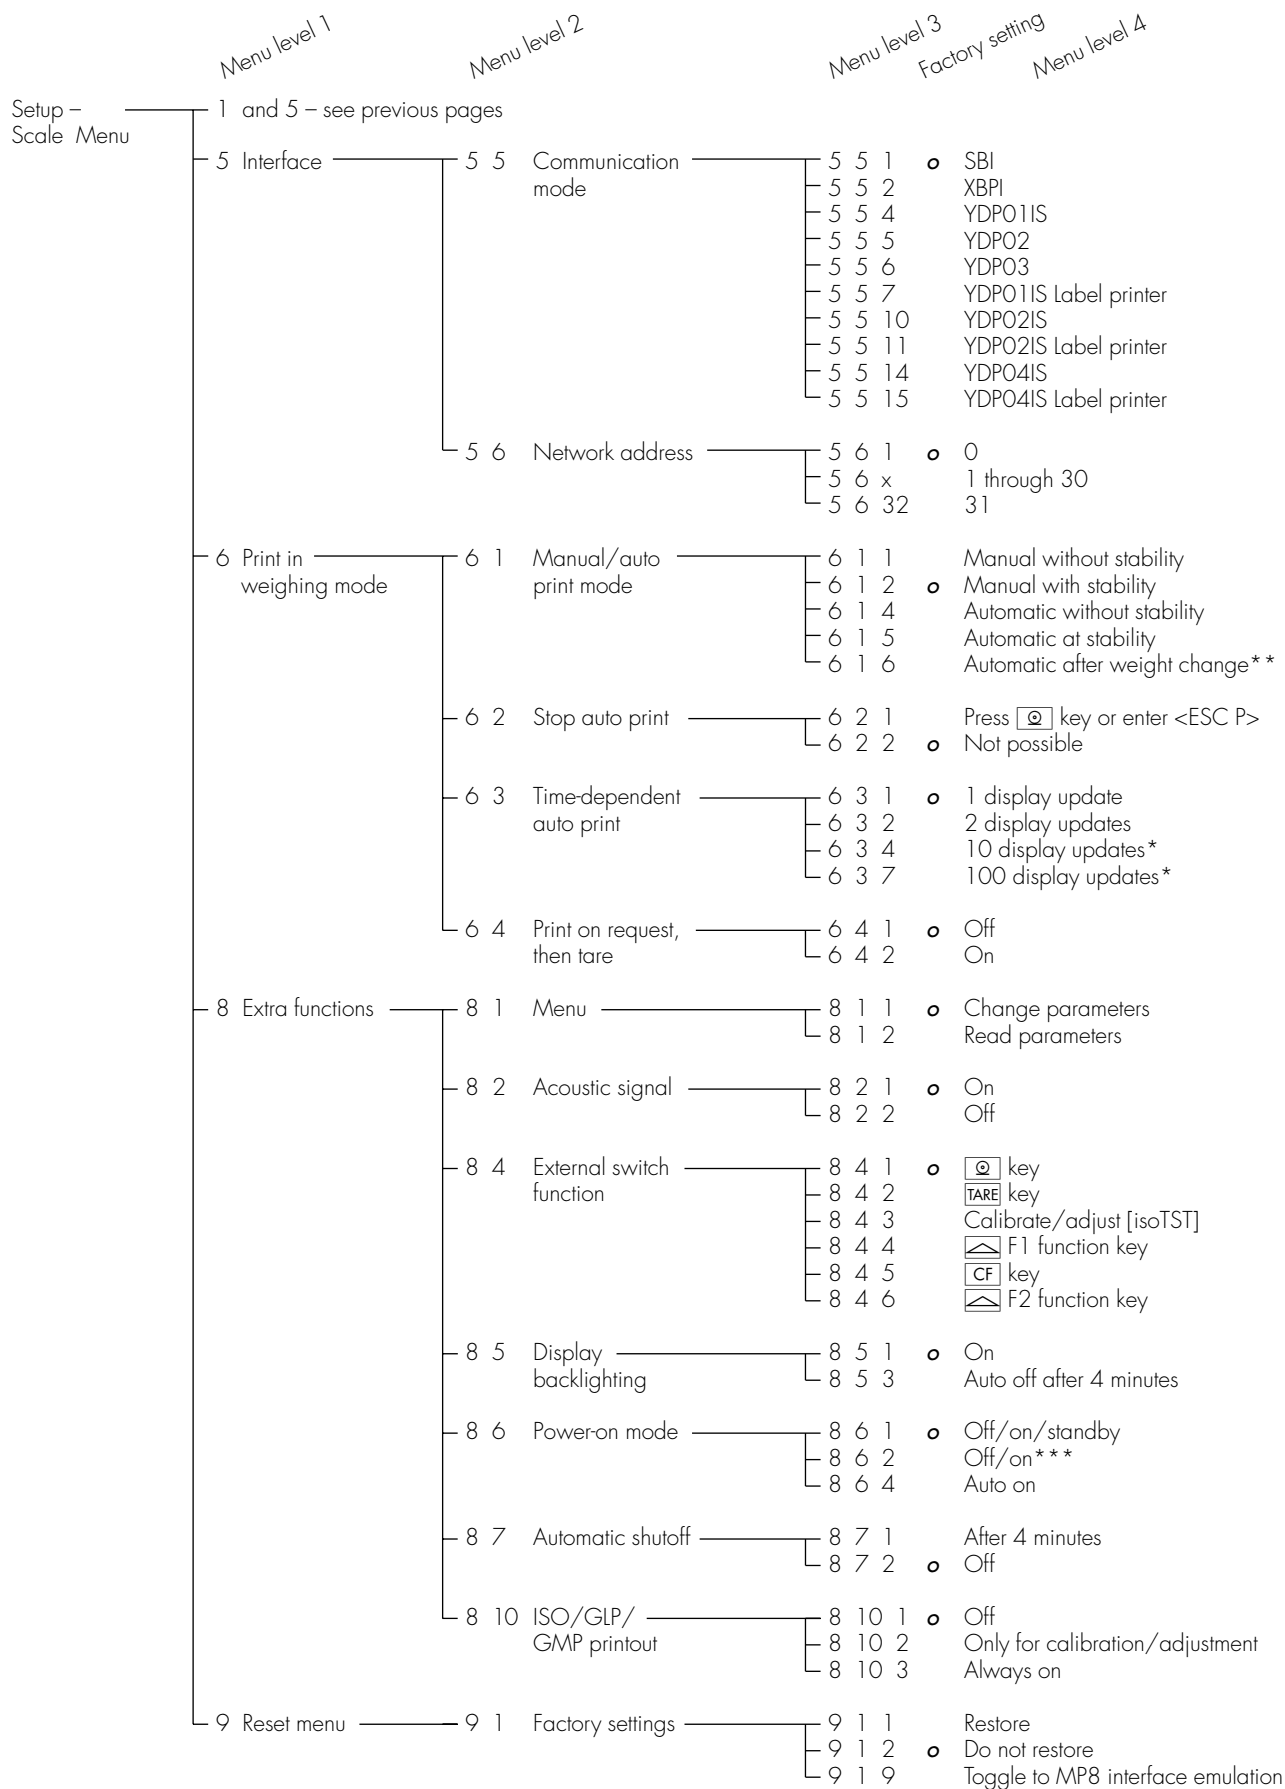 Menu level 1 Menu level 2 Menu level 3 Factory setting Menu level 4
Setup – 1 and 5 – see previous pages
Scale Menu
5 Interface 5 5 Communication 5 5 1 o SBI
mode 5 5 2 XBPI
5 5 4 YDP01IS
5 5 5 YDP02
5 5 6 YDP03
5 5 7 YDP01IS Label printer
5 5 10 YDP02IS
5 5 11 YDP02IS Label printer
5 5 14 YDP04IS
5 5 15 YDP04IS Label printer
5 6 Network address 5 6 1 o 0
5 6 x 1 through 30
5 6 32 31
6 Print in 6 1 Manual/auto 6 1 1 Manual without stability
weighing mode print mode 6 1 2 o Manual with stability
6 1 4 Automatic without stability
6 1 5 Automatic at stability
6 1 6 Automatic after weight change**
6 2 Stop auto print 6 2 1 Press key or enter <ESC P>
6 2 2 o Not possible
6 3 Time-dependent 6 3 1 o 1 display update
auto print 6 3 2 2 display updates
6 3 4 10 display updates*
6 3 7 100 display updates*
6 4 Print on request, 6 4 1 o Off
then tare 6 4 2 On
8 Extra functions 8 1 Menu 8 1 1 o Change parameters
8 1 2 Read parameters
8 2 Acoustic signal 8 2 1 o On
8 2 2 Off
8 4 External switch 8 4 1 o key
function 8 4 2 TARE key
8 4 3 Calibrate/adjust [isoTST]
8 4 4 F1 function key
8 4 5 CF key
8 4 6 F2 function key
8 5 Display 8 5 1 o On
backlighting 8 5 3 Auto off after 4 minutes
8 6 Power-on mode 8 6 1 o Off/on/standby
8 6 2 Off/on***
8 6 4 Auto on
8 7 Automatic shutoff 8 7 1 After 4 minutes
8 7 2 o Off
8 10 ISO/GLP/ 8 10 1 o Off
GMP printout 8 10 2 Only for calibration/adjustment
8 10 3 Always on
9 Reset menu 9 1 Factory settings 9 1 1 Restore
9 1 2 o Do not restore
9 1 9 Toggle to MP8 interface emulation